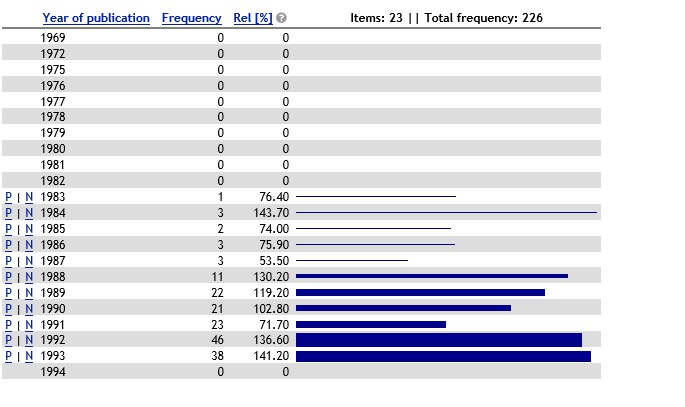 Year of publication Frequency Rel [%] ? Items: 23 || Total frequency: 226
1969 0 0
1972 0 0
1975 0 0
1976 0 0
1977 0 0
1978 0 0
1979 0 0
1980 0 0
1981 0 0
1982 0 0
P | N 1983 1 76.40
P | N 1984 3 143.70
P | N 1985 2 74.00
P | N 1986 3 75.90
P | N 1987 3 53.50
P | N 1988 11 130.20
P | N 1989 22 119.20
P | N 1990 21 102.80
P | N 1991 23 71.70
P | N 1992 46 136.60
P | N 1993 38 141.20
1994 0 0